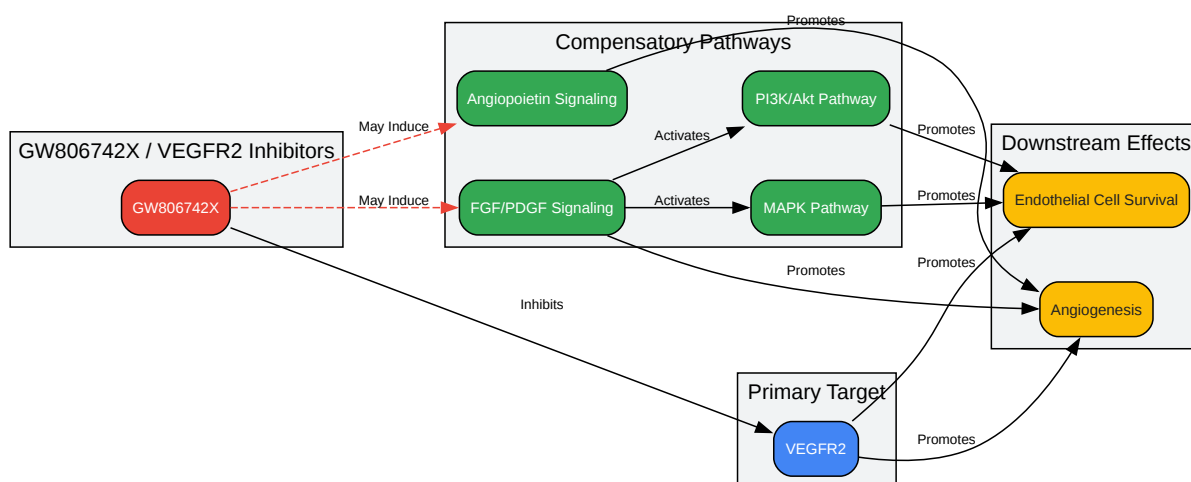 Promotes
Compensatory Pathways
Angiopoietin Signaling
PI3K/Akt Pathway
May Induce
Activates
Promotes
GW806742X / VEGFR2 Inhibitors
Downstream Effects
GW806742X
May Induce
FGF/PDGF Signaling
Activates
MAPK Pathway
Promotes
Endothelial Cell Survival
Promotes
Promotes
Inhibits
Angiogenesis
Primary Target
VEGFR2
Promotes